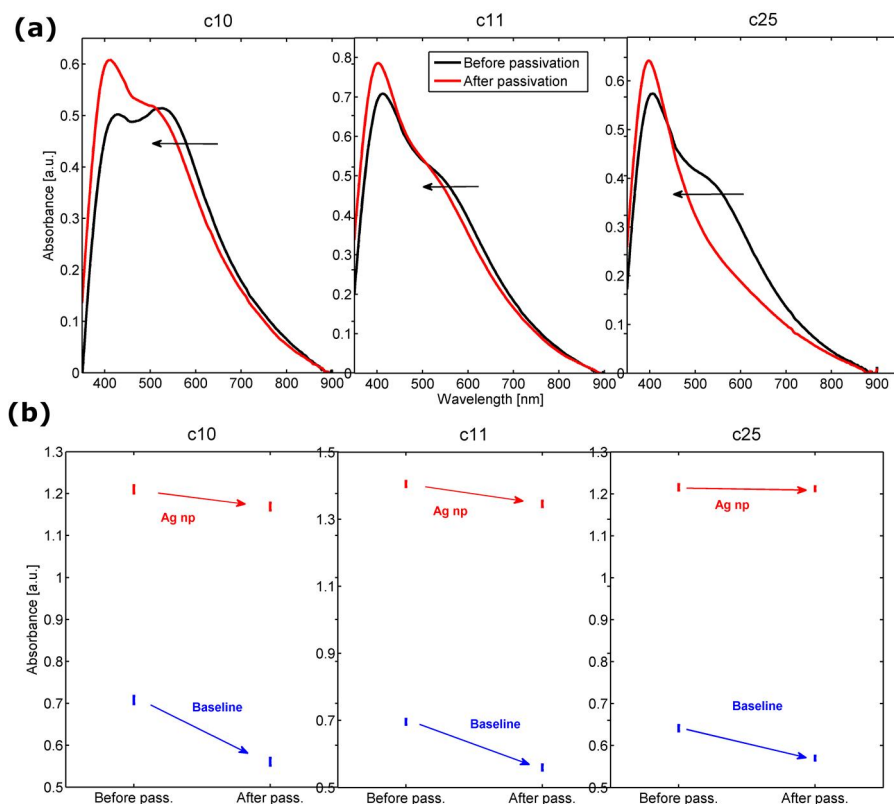 (a)
c10
c11
c25
Before passivation
After passivation
Absorbance [a.u.]
0.6
0.5
0.4
0.3
0.2
0.1
0
400 500 600 700 800 900
0.8
0.7
0.6
0.5
0.4
0.3
0.2
0.1
0
400 500 600 700 800 900
0.7
0.6
0.5
0.4
0.3
0.2
0.1
0
400 500 600 700 800 900
Wavelength [nm]
(b)
c10
c11
c25
Absorbance [a.u.]
1.3
1.2
1.1
1
0.9
0.8
0.7
0.6
0.5
Ag np
Baseline
Before pass. After pass.
1.5
1.3
1.1
0.9
0.7
0.5
Ag np
Baseline
Before pass. After pass.
1.3
1.2
1.1
1
0.9
0.8
0.7
0.6
0.5
Ag np
Baseline
Before pass. After pass.